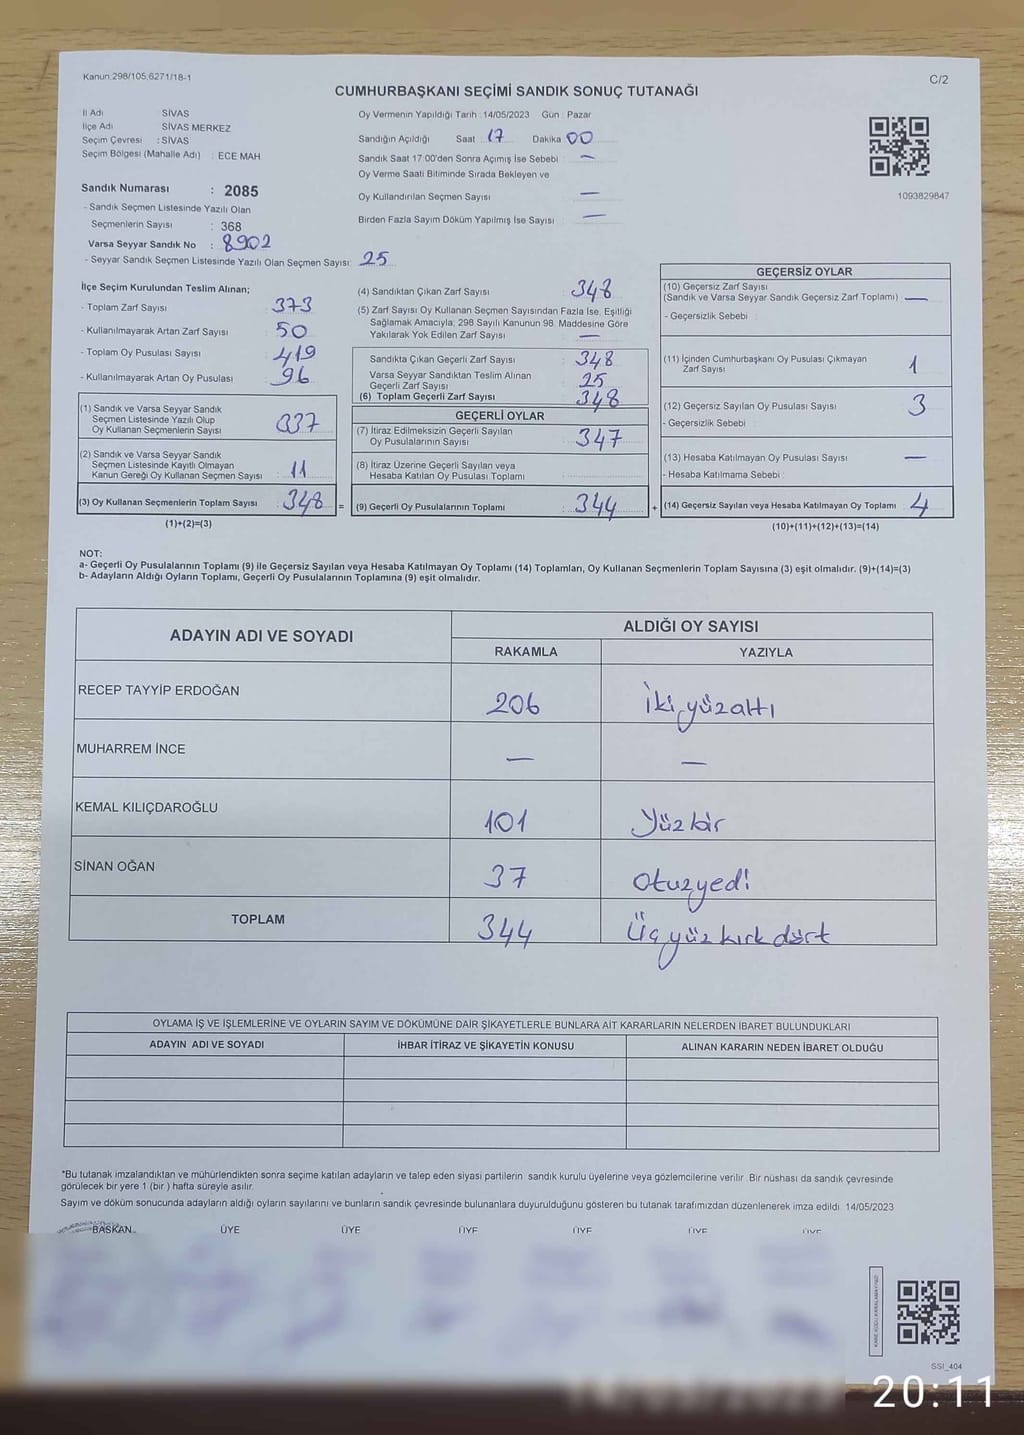 Kanun:298/105,6271/18-1
C/2
CUMHURBAŞKANI SEÇİMİ SANDIK SONUÇ TUTANAĞI
İl Adı SİVAS
İlçe Adı SİVAS MERKEZ
Seçim Çevresi : SİVAS
Seçim Bölgesi (Mahalle Adı) : ECE MAH.
Oy Vermenin Yapıldığı Tarih : 14/05/2023 Gün : Pazar
Sandığın Açıldığı Saat 17 Dakika 00
Sandık Saat 17:00'den Sonra Açımış İse Sebebi —
Oy Verme Saati Bitiminde Sırada Bekleyen ve
Oy Kullandırılan Seçmen Sayısı —
Birden Fazla Sayım Döküm Yapılmış İse Sayısı —
1093829847
Sandık Numarası : 2085
- Sandık Seçmen Listesinde Yazılı Olan
Seçmenlerin Sayısı : 368
Varsa Seyyar Sandık No : 8902
- Seyyar Sandık Seçmen Listesinde Yazılı Olan Seçmen Sayısı: 25
İlçe Seçim Kurulundan Teslim Alınan;
- Toplam Zarf Sayısı : 373
- Kullanılmayarak Artan Zarf Sayısı : 50
- Toplam Oy Pusulası Sayısı : 419
- Kullanılmayarak Artan Oy Pusulası : 96
(1) Sandık ve Varsa Seyyar Sandık
Seçmen Listesinde Yazılı Olup
Oy Kullanan Seçmenlerin Sayısı : 337
(2) Sandık ve Varsa Seyyar Sandık
Seçmen Listesinde Kayıtlı Olmayan
Kanun Gereği Oy Kullanan Seçmen Sayısı : 11
(3) Oy Kullanan Seçmenlerin Toplam Sayısı : 348 =
(1)+(2)=(3)
(4) Sandıktan Çıkan Zarf Sayısı : 348
(5) Zarf Sayısı Oy Kullanan Seçmen Sayısından Fazla İse, Eşitliği
Sağlamak Amacıyla; 298 Sayılı Kanunun 98. Maddesine Göre
Yakılarak Yok Edilen Zarf Sayısı : —
Sandıkta Çıkan Geçerli Zarf Sayısı : 348
Varsa Seyyar Sandıktan Teslim Alınan
Geçerli Zarf Sayısı : 25
(6) Toplam Geçerli Zarf Sayısı : 348
GEÇERLİ OYLAR
(7) İtiraz Edilmeksizin Geçerli Sayılan
Oy Pusulalarının Sayısı : 347
(8) İtiraz Üzerine Geçerli Sayılan veya
Hesaba Katılan Oy Pusulası Toplamı :
(9) Geçerli Oy Pusulalarının Toplamı : 344 +
GEÇERSİZ OYLAR
(10) Geçersiz Zarf Sayısı
(Sandık ve Varsa Seyyar Sandık Geçersiz Zarf Toplamı) : —
- Geçersizlik Sebebi :
(11) İçinden Cumhurbaşkanı Oy Pusulası Çıkmayan
Zarf Sayısı : 1
(12) Geçersiz Sayılan Oy Pusulası Sayısı : 3
- Geçersizlik Sebebi :
(13) Hesaba Katılmayan Oy Pusulası Sayısı : —
- Hesaba Katılmama Sebebi :
(14) Geçersiz Sayılan veya Hesaba Katılmayan Oy Toplamı : 4
(10)+(11)+(12)+(13)=(14)
NOT:
a- Geçerli Oy Pusulalarının Toplamı (9) ile Geçersiz Sayılan veya Hesaba Katılmayan Oy Toplamı (14) Toplamları, Oy Kullanan Seçmenlerin Toplam Sayısına (3) eşit olmalıdır. (9)+(14)=(3)
b- Adayların Aldığı Oyların Toplamı, Geçerli Oy Pusulalarının Toplamına (9) eşit olmalıdır.
ADAYIN ADI VE SOYADI
ALDIĞI OY SAYISI
RAKAMLA YAZIYLA
RECEP TAYYİP ERDOĞAN 206 İki yüzaltı
MUHARREM İNCE — —
KEMAL KILIÇDAROĞLU 101 Yüz bir
SİNAN OĞAN 37 Otuzyedi
TOPLAM 344 Üç yüz kırk dört
OYLAMA İŞ VE İŞLEMLERİNE VE OYLARIN SAYIM VE DÖKÜMÜNE DAİR ŞİKAYETLERLE BUNLARA AİT KARARLARIN NELERDEN İBARET BULUNDUKLARI
ADAYIN ADI VE SOYADI İHBAR İTİRAZ VE ŞİKAYETİN KONUSU ALINAN KARARIN NEDEN İBARET OLDUĞU
*Bu tutanak imzalandıktan ve mühürlendikten sonra seçime katılan adayların ve talep eden siyasi partilerin sandık kurulu üyelerine veya gözlemcilerine verilir. Bir nüshası da sandık çevresinde
görülecek bir yere 1 (bir ) hafta süreyle asılır.
Sayım ve döküm sonucunda adayların aldığı oyların sayılarını ve bunların sandık çevresinde bulunanlara duyurulduğunu gösteren bu tutanak tarafımızdan düzenlenerek imza edildi. 14/05/2023
BAŞKAN ÜYE ÜYE ÜYE ÜYE ÜYE ÜYE
SSI_404
20:11